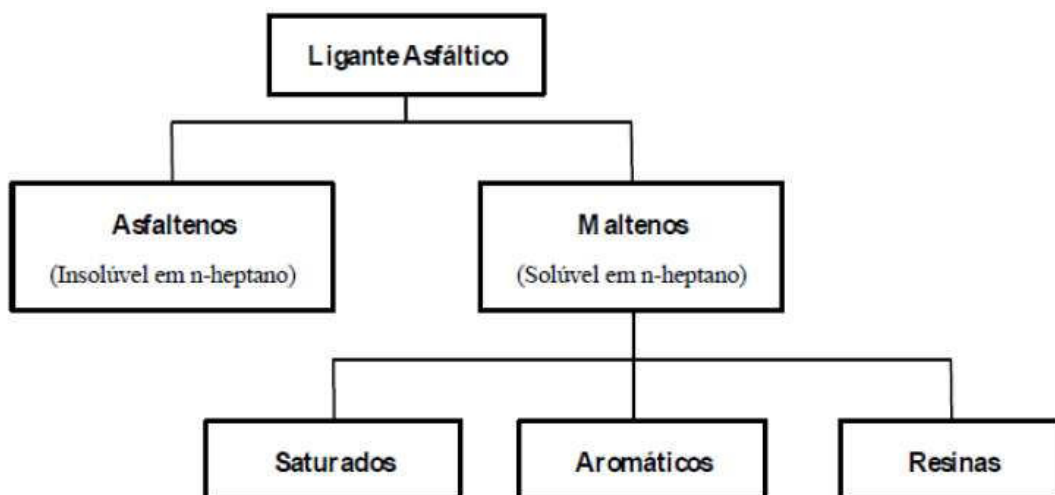 Ligante Asfáltico
Asfaltenos
(Insolúvel em n-heptano)
Maltenos
(Solúvel em n-heptano)
Saturados
Aromáticos
Resinas